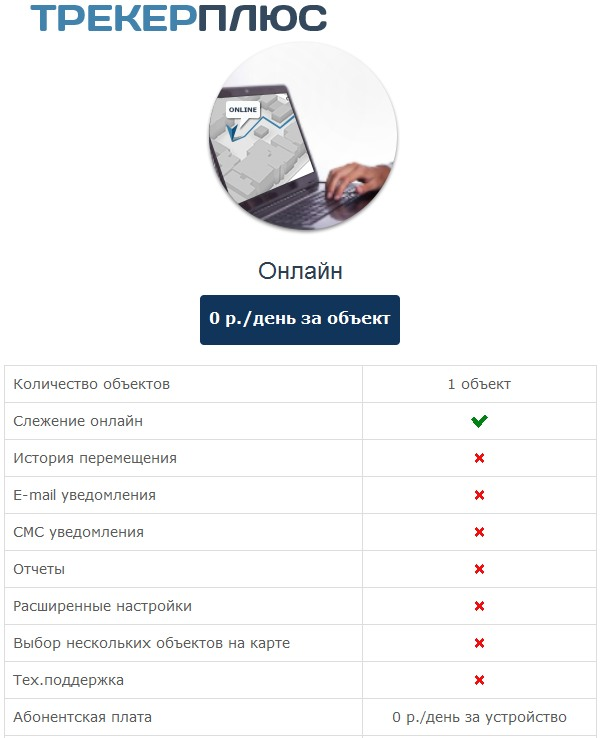 ТРЕКЕРПЛЮС
ONLINE
Онлайн
0 р./день за объект
Количество объектов 1 объект
Слежение онлайн
История перемещения
E-mail уведомления
СМС уведомления
Отчеты
Расширенные настройки
Выбор нескольких объектов на карте
Тех.поддержка
Абонентская плата 0 р./день за устройство